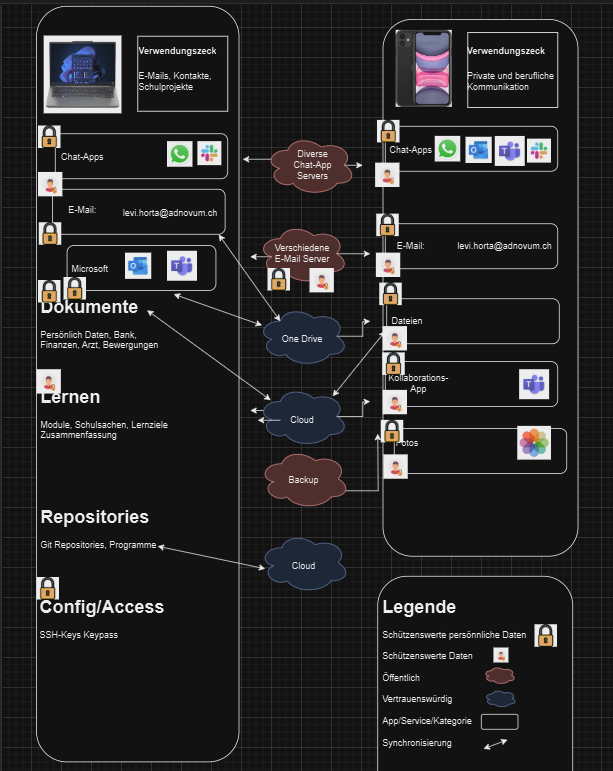 Verwendungszeck
E-Mails, Kontakte,
Schulprojekte
Chat-Apps
E-Mail:
levi.horta@adnovum.ch
Microsoft
Dokumente
Persönlich Daten, Bank,
Finanzen, Arzt, Bewergungen
Lernen
Module, Schulsachen, Lernziele
Zusammenfassung
Repositories
Git Repositories, Programme
Config/Access
SSH-Keys Keypass
Diverse
Chat-App
Servers
Verschiedene
E-Mail Server
One Drive
Cloud
Backup
Cloud
Verwendungszeck
Private und berufliche
Kommunikation
Chat-Apps
E-Mail:
levi.horta@adnovum.ch
Dateien
Kollaborations-
App
Fotos
Legende
Schützenswerte persönnliche Daten
Schützenswerte Daten
Öffentlich
Vertrauenswürdig
App/Service/Kategorie
Synchronisierung